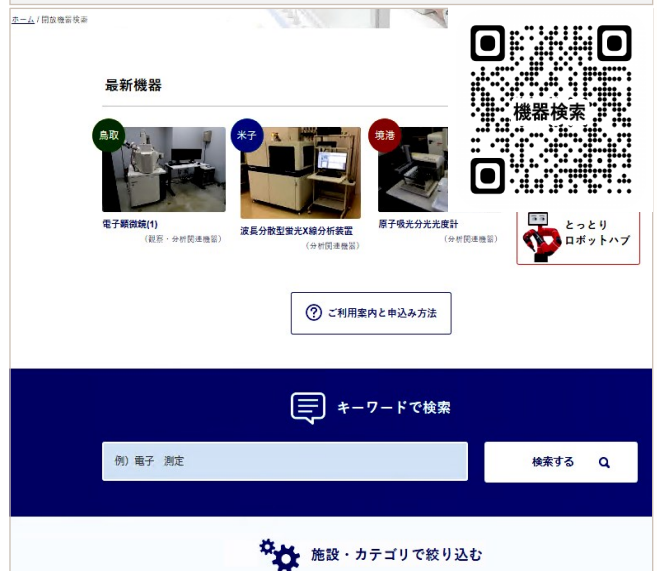 ホーム / 開放機器検索
機器検索
最新機器
鳥取
米子
境港
電子顕微鏡(1)
(観察・分析関連機器)
波長分散型蛍光X線分析装置
(分析関連機器)
原子吸光分光光度計
(分析関連機器)
とっとり
ロボットハブ
? ご利用案内と申込み方法
キーワードで検索
例）電子　測定
検索する
施設・カテゴリで絞り込む